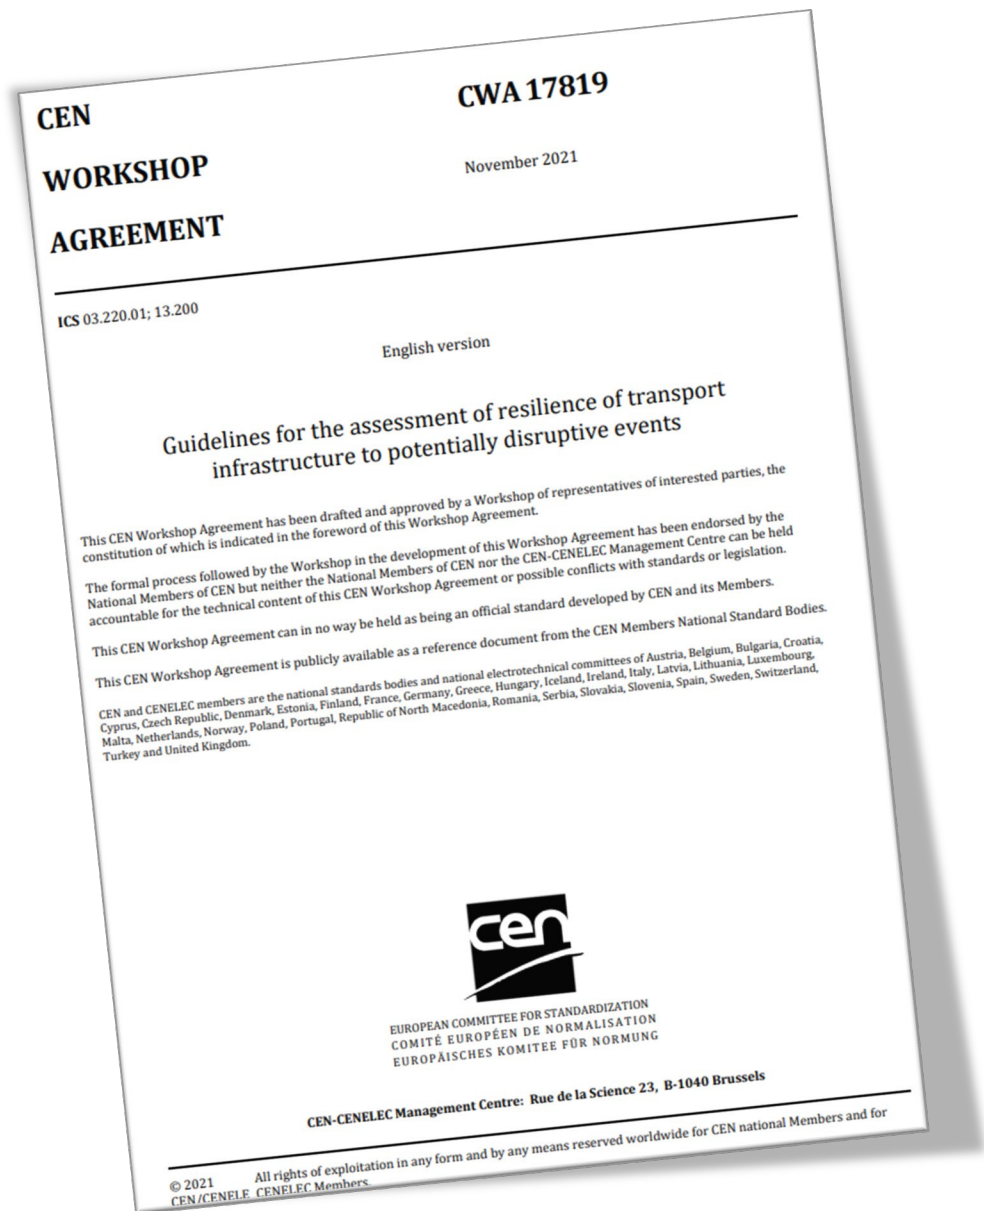 CEN
CWA 17819
WORKSHOP
November 2021
AGREEMENT
ICS 03.220.01; 13.200
English version
Guidelines for the assessment of resilience of transport
infrastructure to potentially disruptive events
This CEN Workshop Agreement has been drafted and approved by a Workshop of representatives of interested parties, the
constitution of which is indicated in the foreword of this Workshop Agreement.
The formal process followed by the Workshop in the development of this Workshop Agreement has been endorsed by the
National Members of CEN but neither the National Members of CEN nor the CEN-CENELEC Management Centre can be held
accountable for the technical content of this CEN Workshop Agreement or possible conflicts with standards or legislation.
This CEN Workshop Agreement can in no way be held as being an official standard developed by CEN and its Members.
This CEN Workshop Agreement is publicly available as a reference document from the CEN Members National Standard Bodies.
CEN and CENELEC members are the national standards bodies and national electrotechnical committees of Austria, Belgium, Bulgaria, Croatia,
Cyprus, Czech Republic, Denmark, Estonia, Finland, France, Germany, Greece, Hungary, Iceland, Ireland, Italy, Latvia, Lithuania, Luxembourg,
Malta, Netherlands, Norway, Poland, Portugal, Republic of North Macedonia, Romania, Serbia, Slovakia, Slovenia, Spain, Sweden, Switzerland,
Turkey and United Kingdom.
cen
EUROPEAN COMMITTEE FOR STANDARDIZATION
COMITÉ EUROPÉEN DE NORMALISATION
EUROPÄISCHES KOMITEE FÜR NORMUNG
CEN-CENELEC Management Centre: Rue de la Science 23, B-1040 Brussels
© 2021 All rights of exploitation in any form and by any means reserved worldwide for CEN national Members and for
CEN/CENELE CENELEC Members.